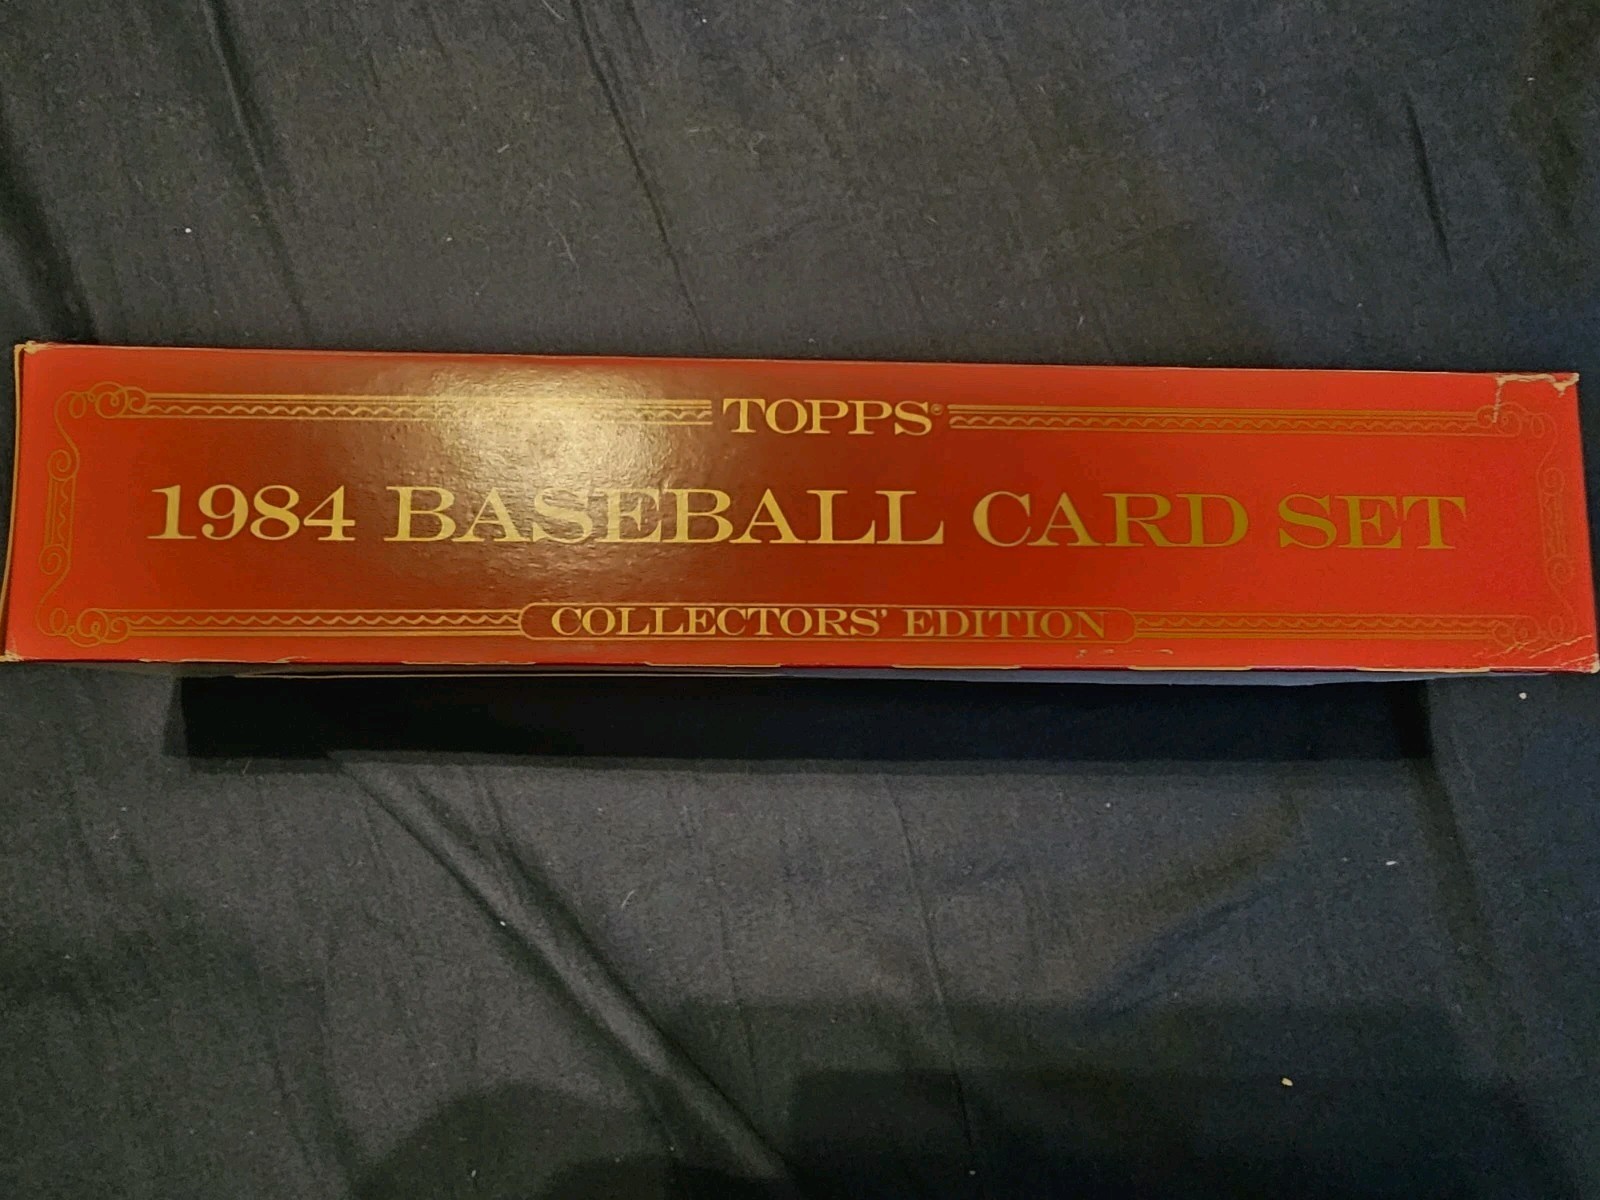 TOPPS®
1984 BASEBALL CARD SET
COLLECTORS' EDITION